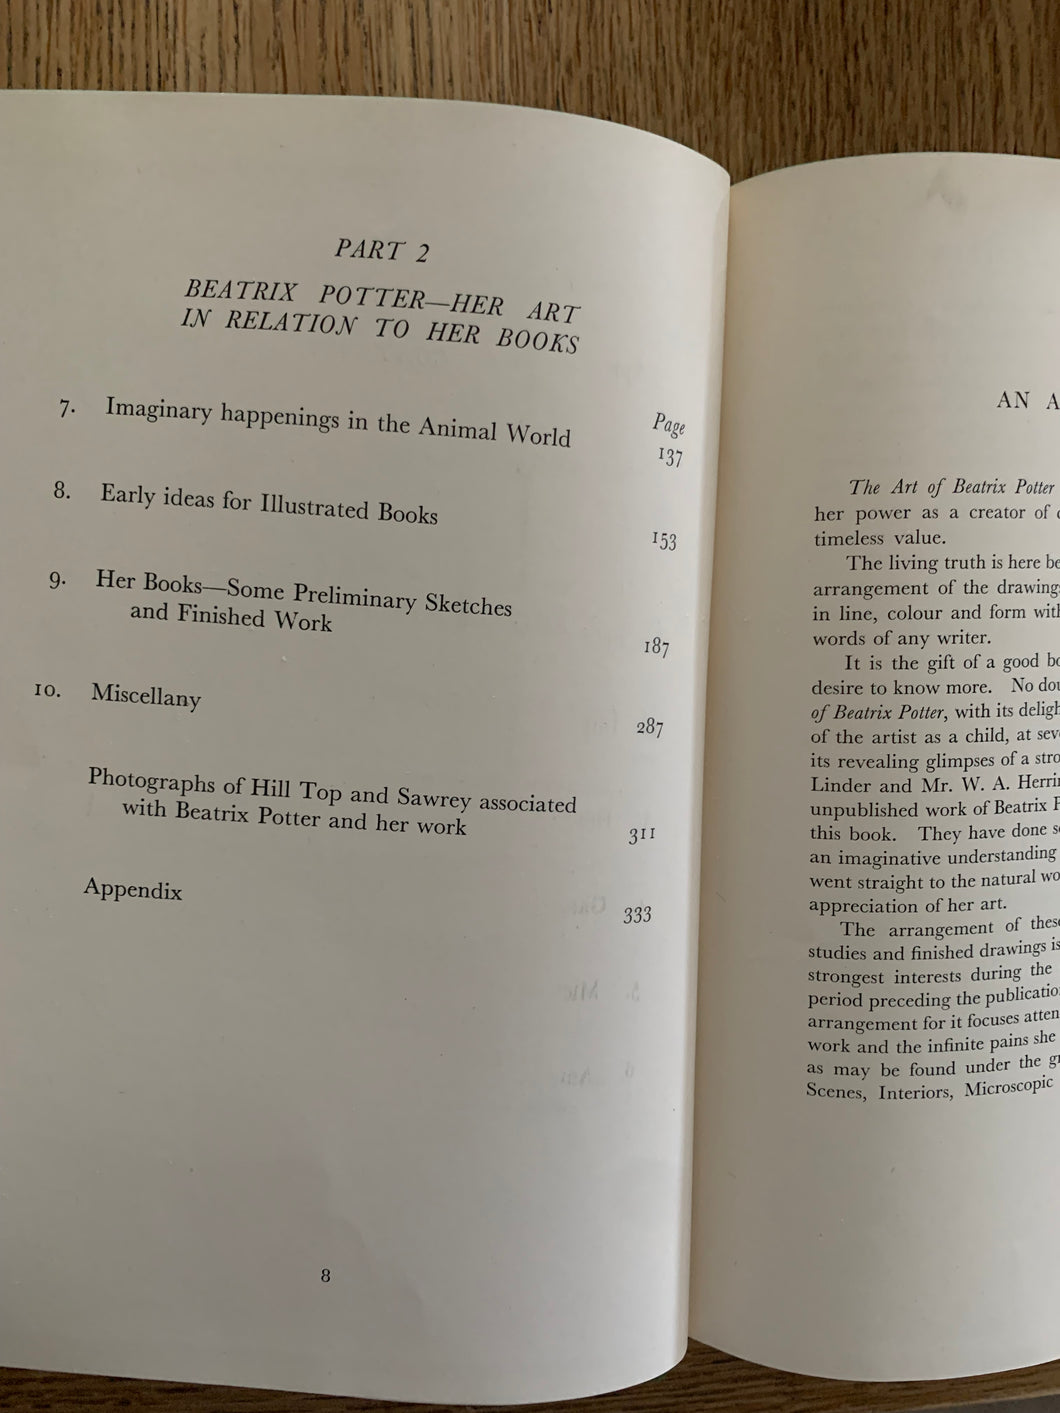 PART 2
BEATRIX POTTER—HER ART
IN RELATION TO HER BOOKS
Page
7. Imaginary happenings in the Animal World 137
8. Early ideas for Illustrated Books 153
9. Her Books—Some Preliminary Sketches
and Finished Work 187
10. Miscellany 287
Photographs of Hill Top and Sawrey associated
with Beatrix Potter and her work 311
Appendix 333
8
AN A
The Art of Beatrix Potter
her power as a creator of
timeless value.
The living truth is here be
arrangement of the drawing
in line, colour and form with
words of any writer.
It is the gift of a good bo
desire to know more. No dou
of Beatrix Potter, with its deligh
of the artist as a child, at sev
its revealing glimpses of a stro
Linder and Mr. W. A. Herrin
unpublished work of Beatrix P
this book. They have done s
an imaginative understanding
went straight to the natural wo
appreciation of her art.
The arrangement of these
studies and finished drawings is
strongest interests during the
period preceding the publication
arrangement for it focuses atten
work and the infinite pains she
as may be found under the gr
Scenes, Interiors, Microscopic